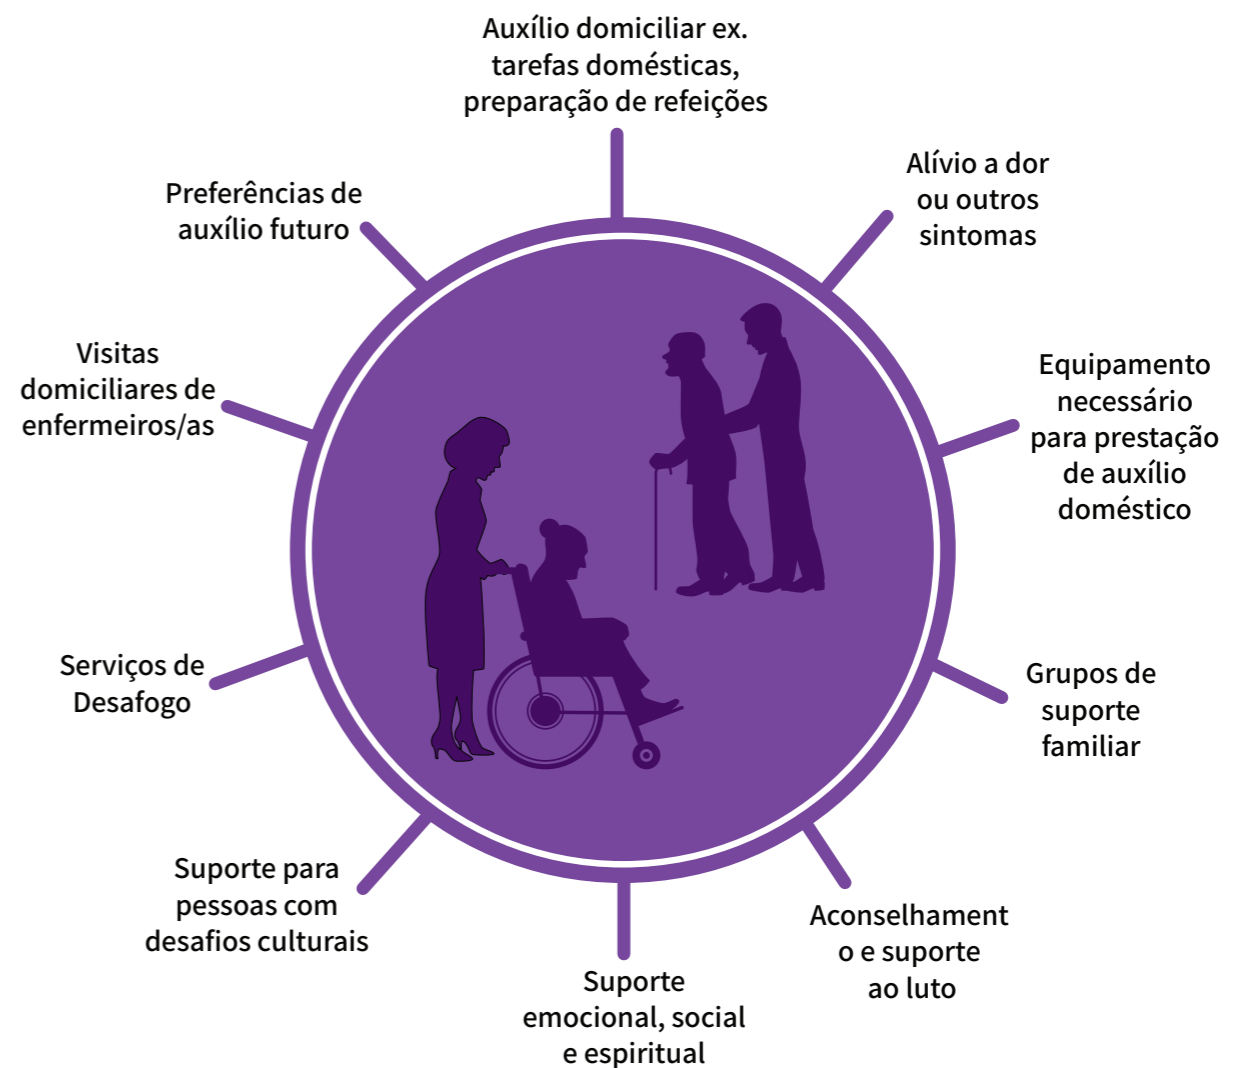 Auxílio domiciliar ex.
tarefas domésticas,
preparação de refeições
Alívio a dor
ou outros
sintomas
Equipamento
necessário
para prestação
de auxílio
doméstico
Grupos de
suporte
familiar
Aconselhament
o e suporte
ao luto
Suporte
emocional, social
e espiritual
Suporte para
pessoas com
desafios culturais
Serviços de
Desafogo
Visitas
domiciliares de
enfermeiros/as
Preferências de
auxílio futuro